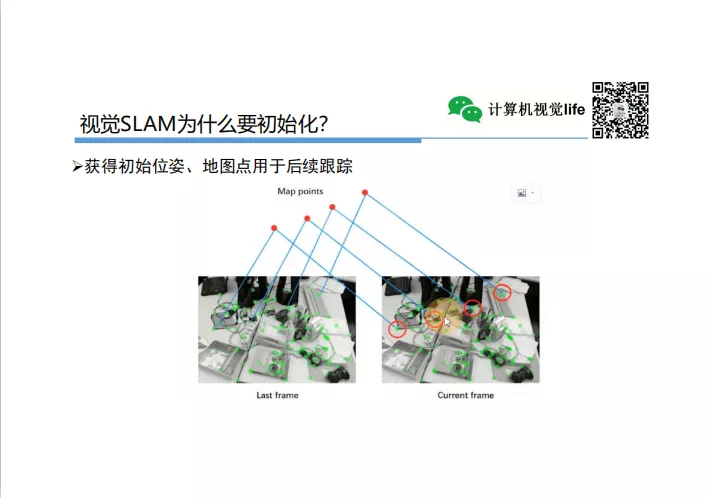 计算机视觉life
视觉SLAM为什么要初始化?
➢获得初始位姿、地图点用于后续跟踪
Map points
Last frame
Current frame